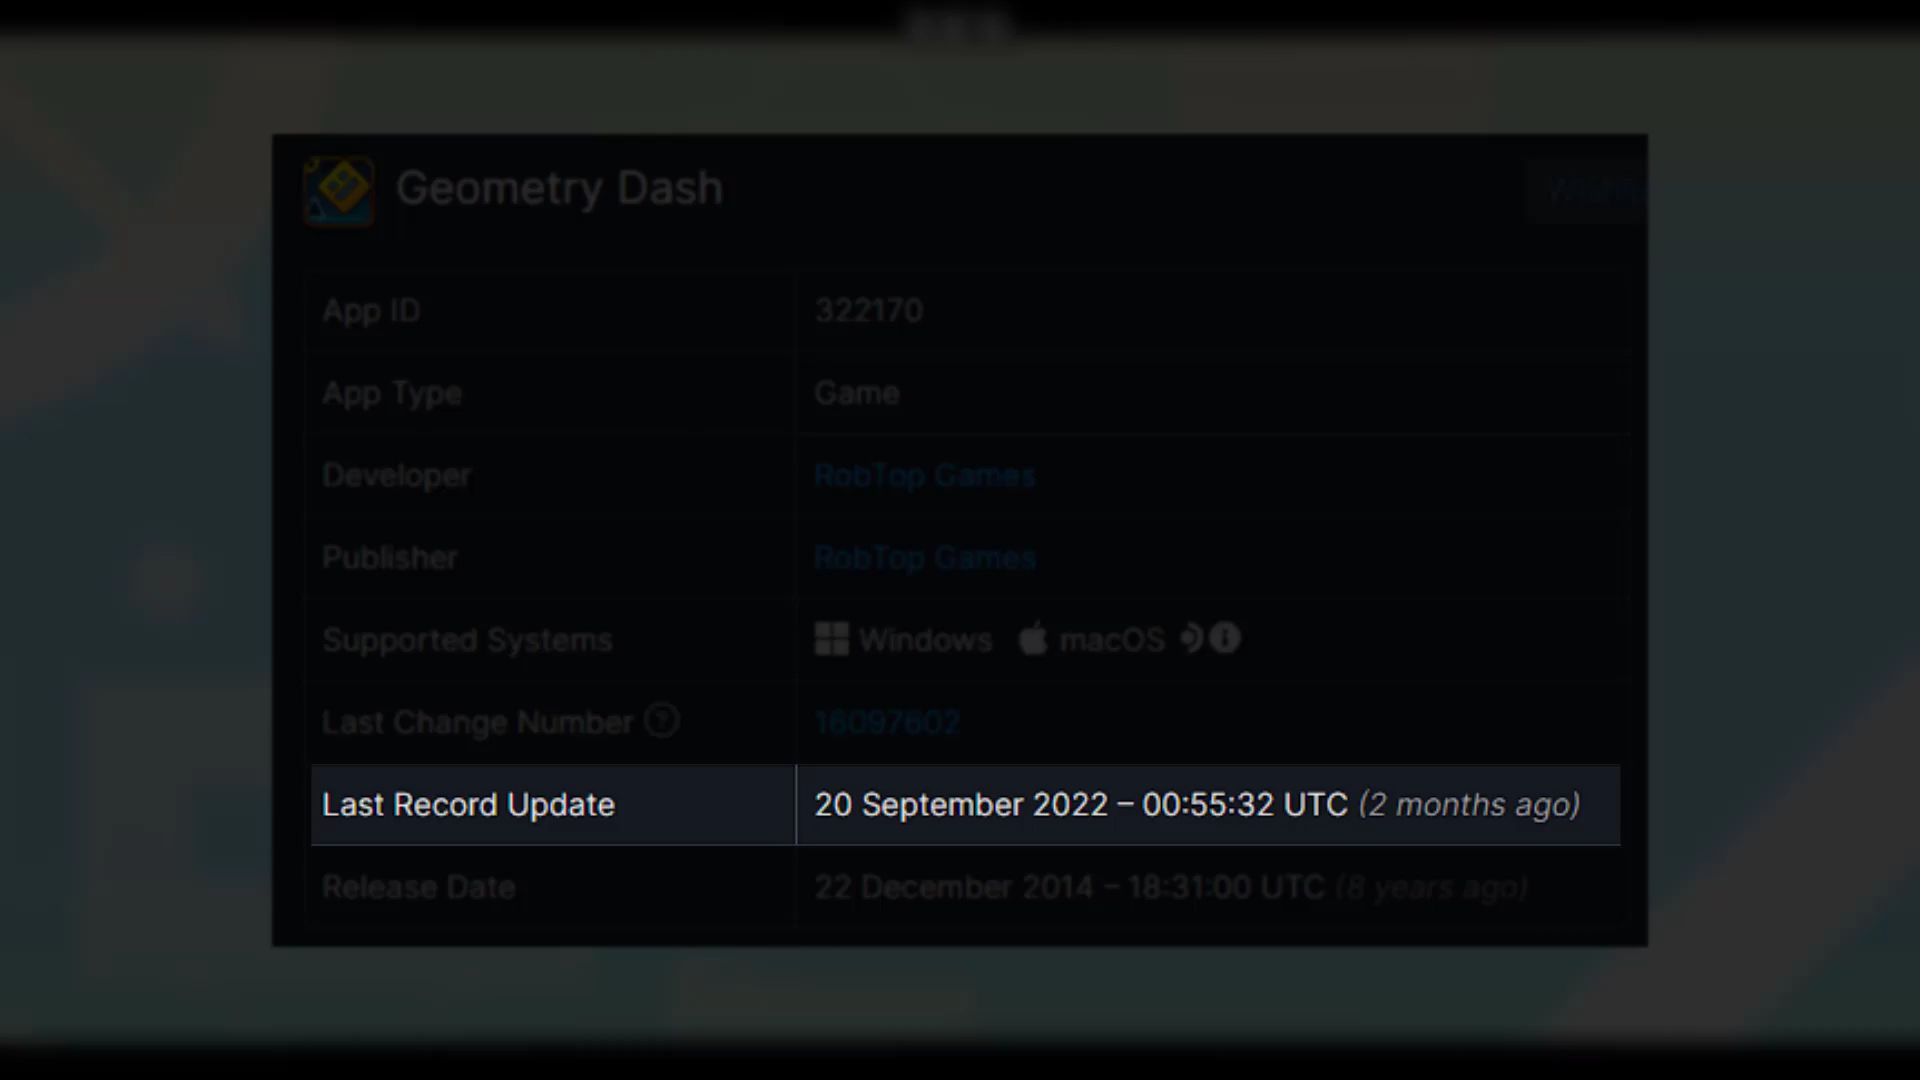 Geometry Dash
App ID 322170
App Type Game
Developer RobTop Games
Publisher RobTop Games
Supported Systems Windows macOS
Last Change Number 16097602
Last Record Update 20 September 2022 – 00:55:32 UTC (2 months ago)
Release Date 22 December 2014 – 18:31:00 UTC (8 years ago)